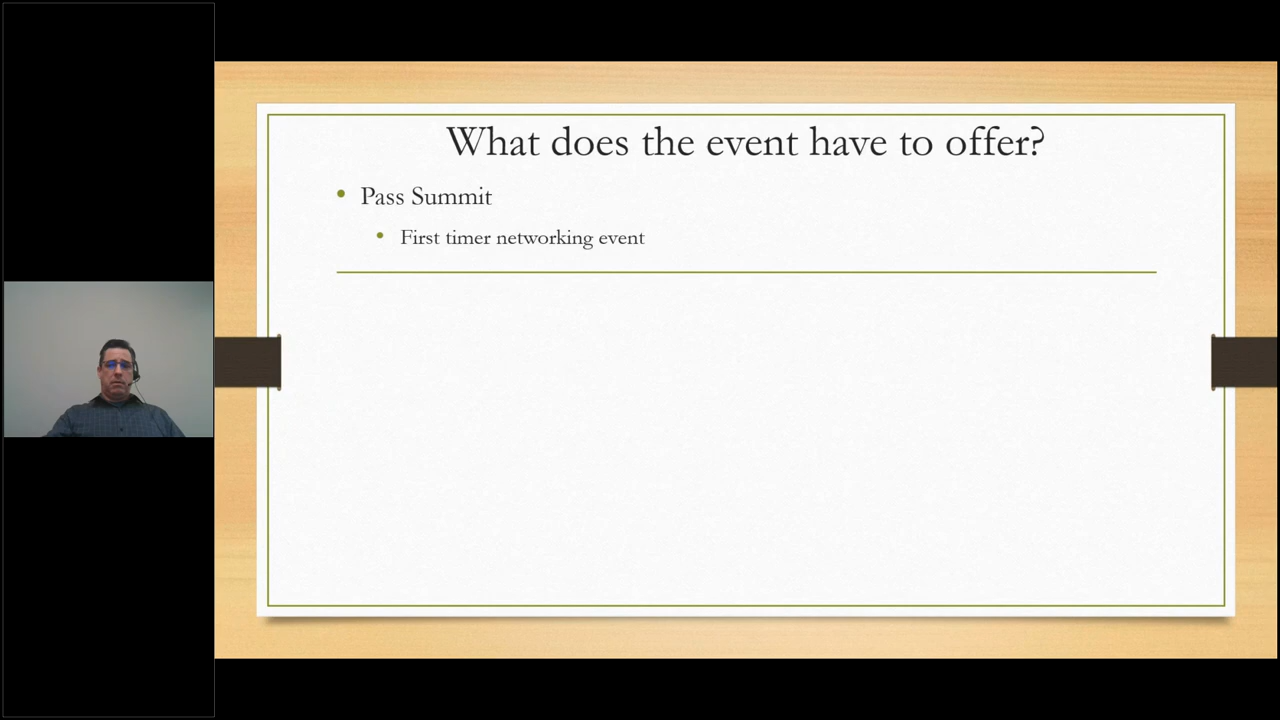 What does the event have to offer?
Pass Summit
First timer networking event